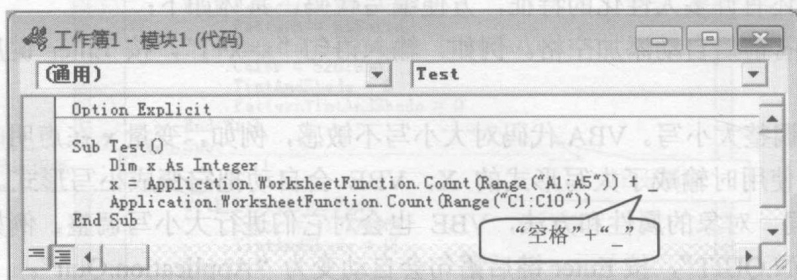 工作簿1 - 模块1 (代码)
(通用)
Test
Option Explicit
Sub Test()
Dim x As Integer
x = Application.WorksheetFunction.Count(Range("A1:A5")) + _
Application.WorksheetFunction.Count(Range("C1:C10"))
End Sub
“空格”+“_”